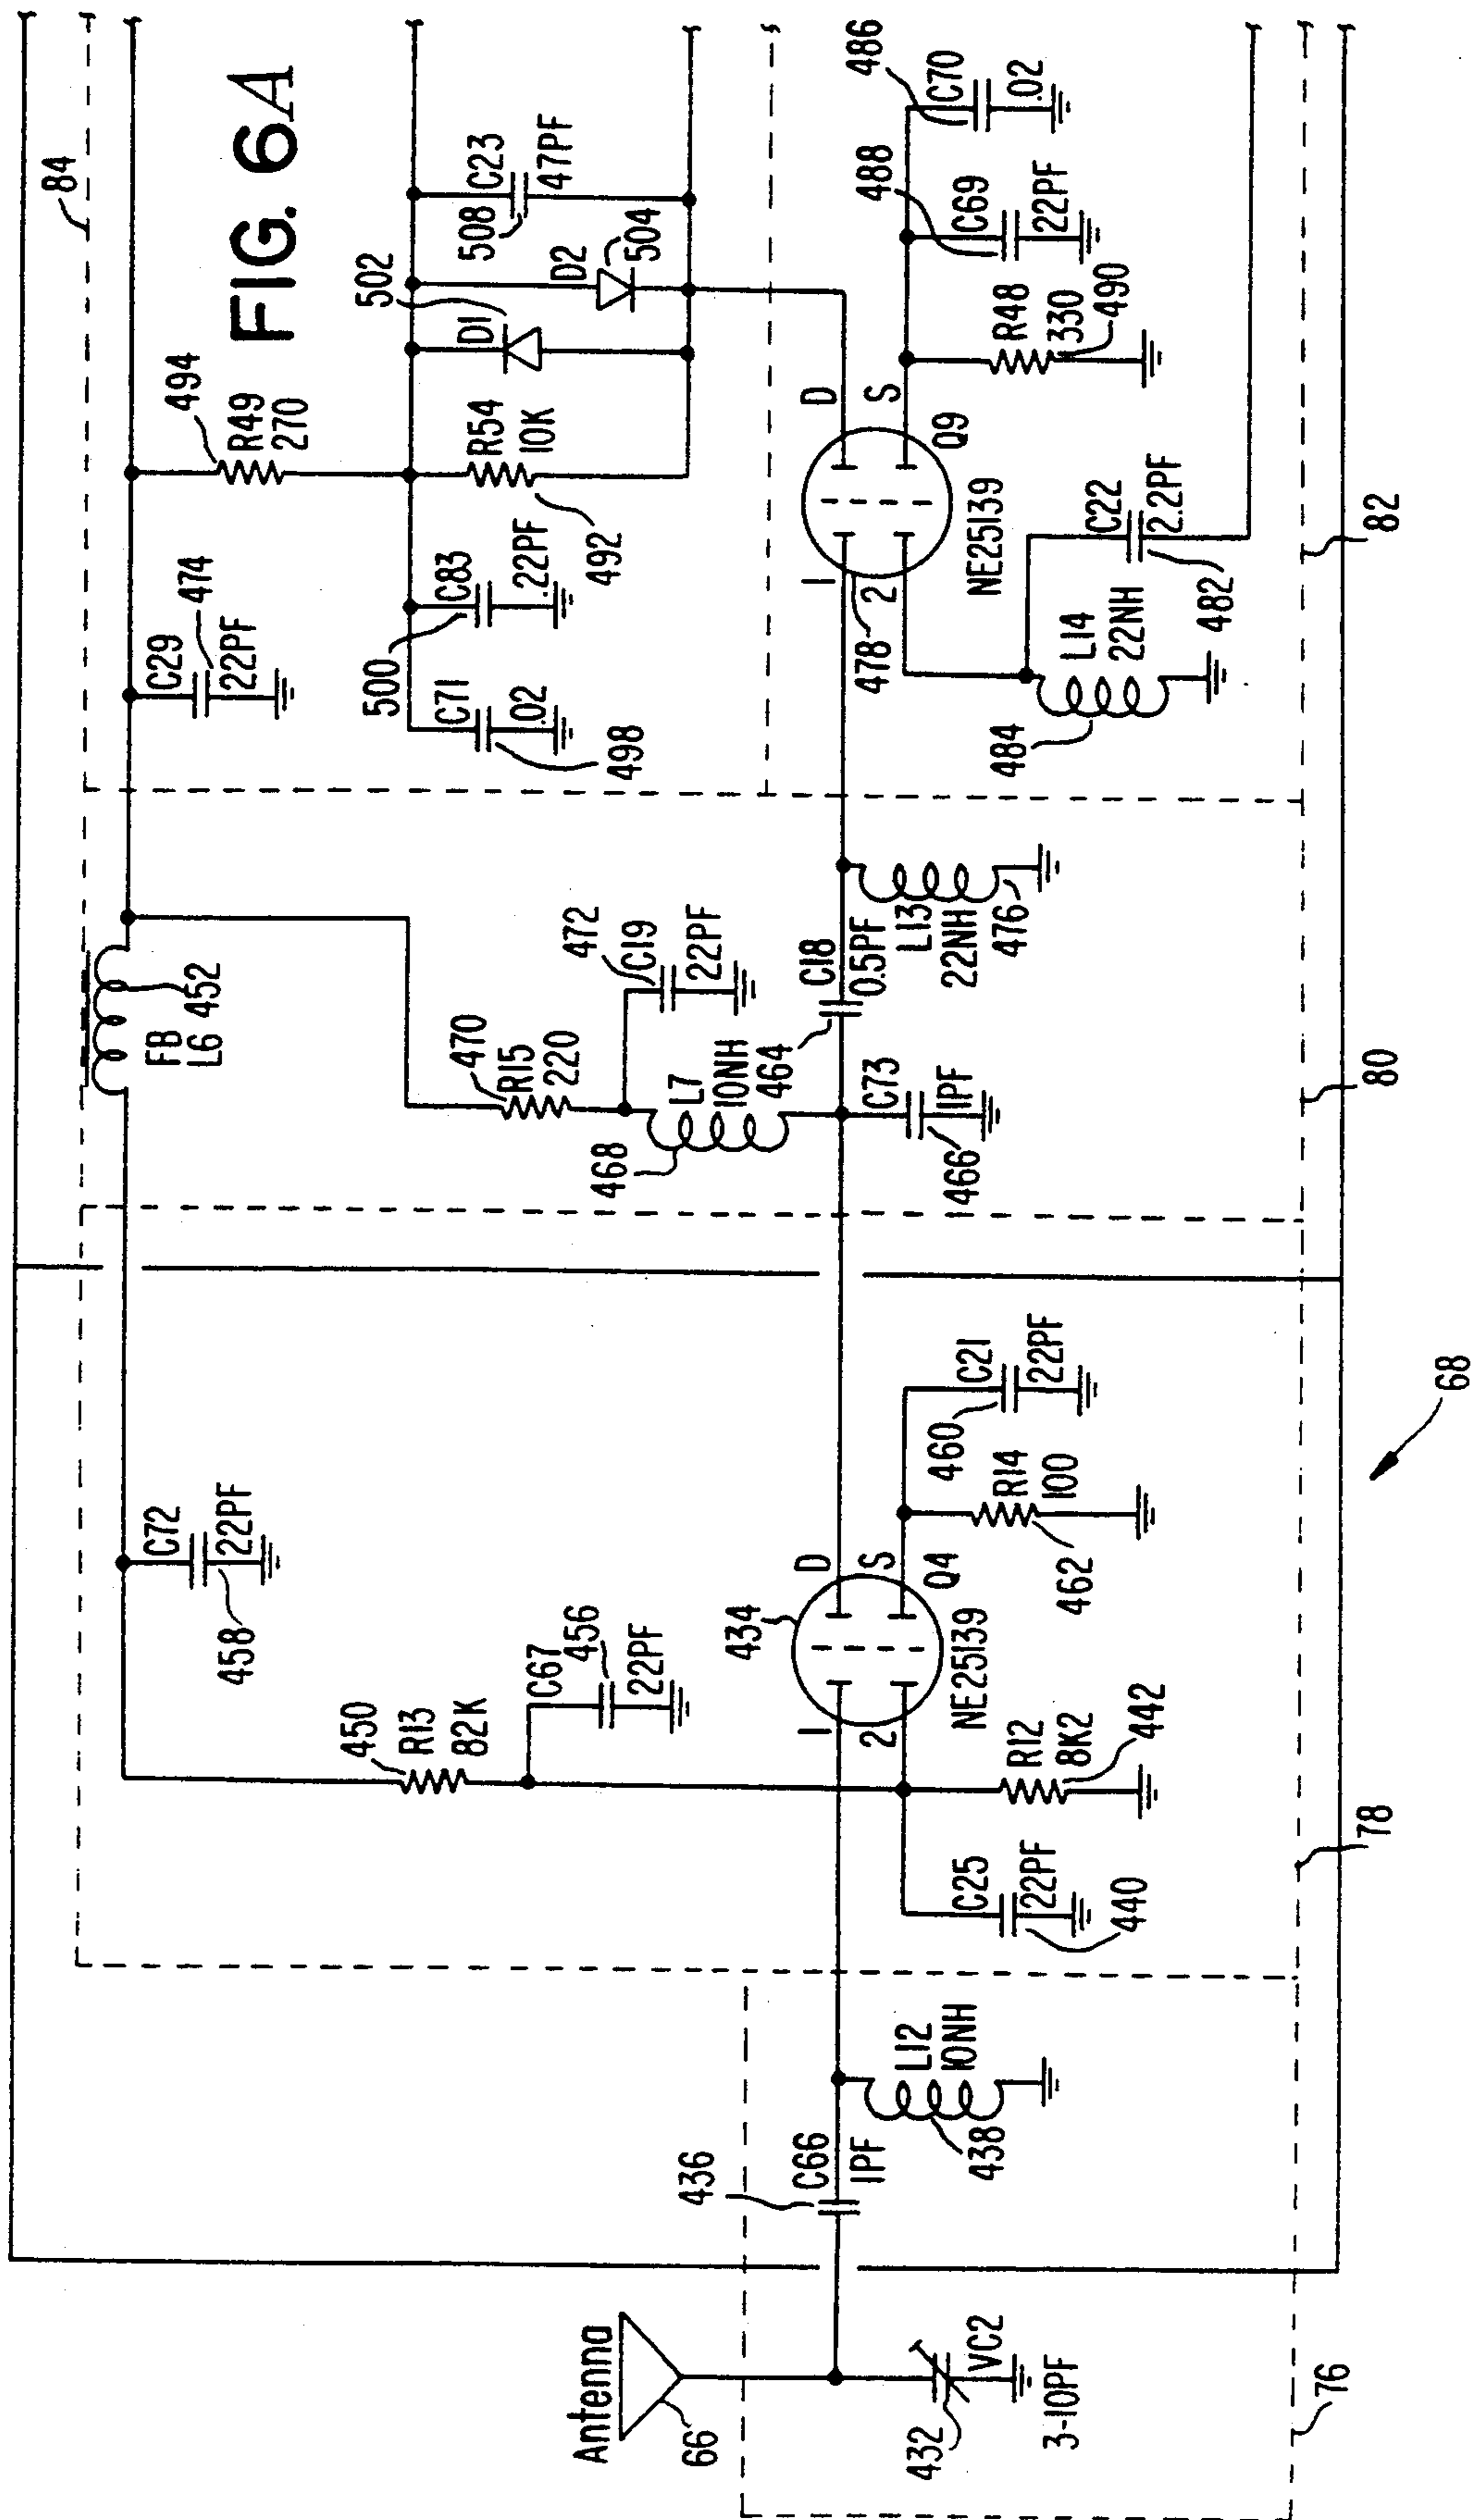 FIG. 6A
84
494
R49
270
474
C29
22PF
C23
47PF
508
502
D1
D2
504
R54
10K
492
C83
.22PF
500
C71
.02
498
486
C70
.02
488
C69
22PF
R48
330
490
D
S
Q9
NE25139
1
2
478
C22
2.2PF
482
L14
22NH
484
82
452
FB
L6
472
C19
22PF
470
R15
220
L7
10NH
468
464
C18
0.5PF
L13
22NH
476
C73
1PF
466
80
C72
22PF
458
450
R13
82K
C67
456
22PF
434
D
S
Q4
NE25139
1
2
C21
22PF
460
R14
100
462
R12
8K2
442
C25
22PF
440
78
68
436
C66
1PF
L12
10NH
438
Antenna
66
432
VC2
3-10PF
76